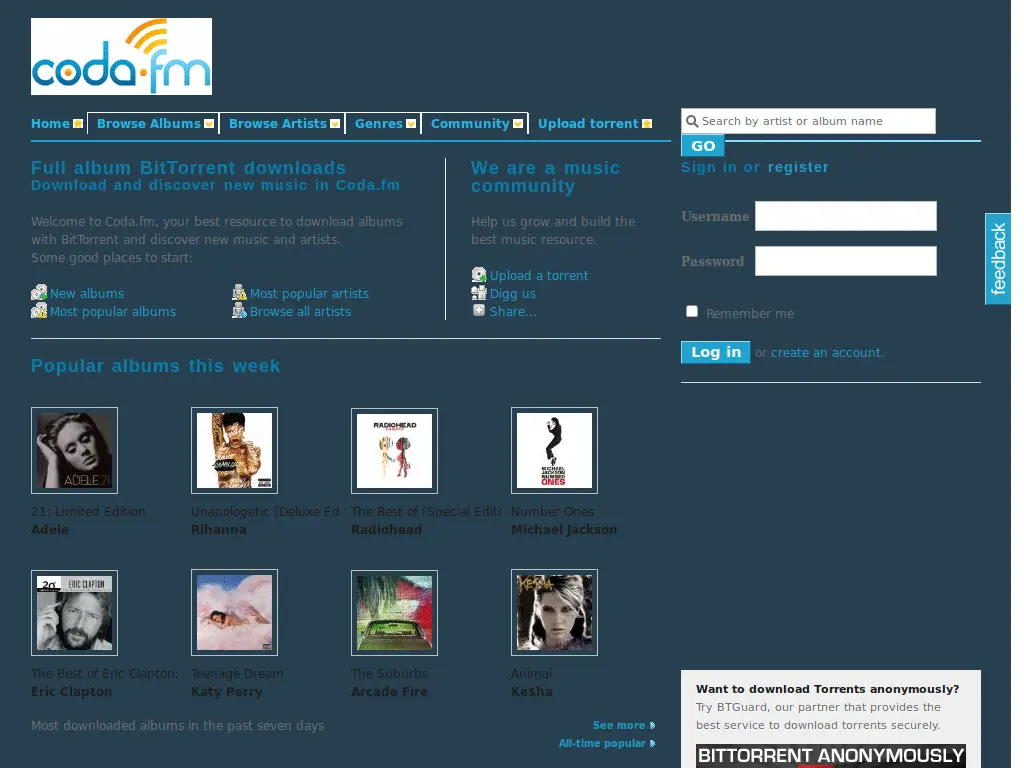 coda.fm
Home
Browse Albums
Browse Artists
Genres
Community
Upload torrent
Search by artist or album name
GO
Full album BitTorrent downloads
Download and discover new music in Coda.fm
Welcome to Coda.fm, your best resource to download albums
with BitTorrent and discover new music and artists.
Some good places to start:
New albums
Most popular artists
Most popular albums
Browse all artists
We are a music
community
Help us grow and build the
best music resource.
Upload a torrent
Digg us
Share...
Sign in or register
Username
Password
Remember me
Log in or create an account.
feedback
Popular albums this week
ADELE 21
RADIOHEAD
MICHAEL
JACKSON
NUMBER
ONES
21: Limited Edition
Adele
Unapologetic [Deluxe Ed
Rihanna
The Best of (Special Editi
Radiohead
Number Ones
Michael Jackson
ERIC CLAPTON
KE$HA
The Best of Eric Clapton:
Eric Clapton
Teenage Dream
Katy Perry
The Suburbs
Arcade Fire
Animal
Ke$ha
Most downloaded albums in the past seven days
See more
All-time popular
Want to download Torrents anonymously?
Try BTGuard, our partner that provides the
best service to download torrents securely.
BITTORRENT ANONYMOUSLY